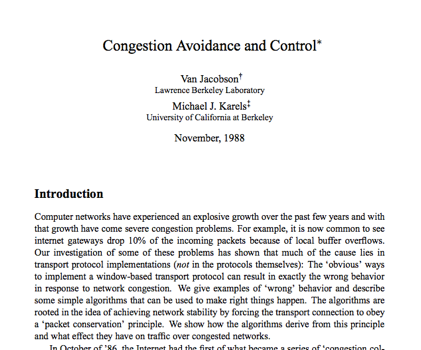 Congestion Avoidance and Control*
Van Jacobson†
Lawrence Berkeley Laboratory
Michael J. Karels‡
University of California at Berkeley
November, 1988
Introduction
Computer networks have experienced an explosive growth over the past few years and with
that growth have come severe congestion problems. For example, it is now common to see
internet gateways drop 10% of the incoming packets because of local buffer overflows.
Our investigation of some of these problems has shown that much of the cause lies in
transport protocol implementations (not in the protocols themselves): The ‘obvious’ ways
to implement a window-based transport protocol can result in exactly the wrong behavior
in response to network congestion. We give examples of ‘wrong’ behavior and describe
some simple algorithms that can be used to make right things happen. The algorithms are
rooted in the idea of achieving network stability by forcing the transport connection to obey
a ‘packet conservation’ principle. We show how the algorithms derive from this principle
and what effect they have on traffic over congested networks.
In October of ’86, the Internet had the first of what became a series of ‘congestion col-